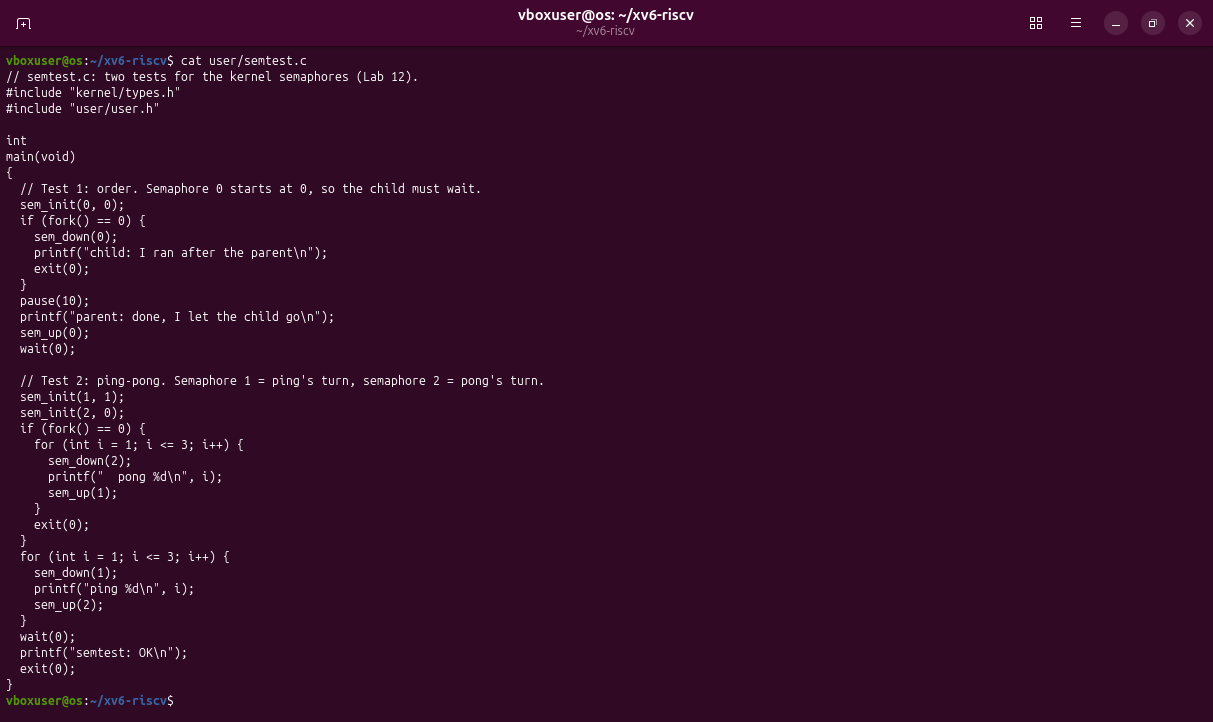 vboxuser@os: ~/xv6-riscv
~/xv6-riscv
vboxuser@os:~/xv6-riscv$ cat user/semtest.c
// semtest.c: two tests for the kernel semaphores (Lab 12).
#include "kernel/types.h"
#include "user/user.h"

int
main(void)
{
  // Test 1: order. Semaphore 0 starts at 0, so the child must wait.
  sem_init(0, 0);
  if (fork() == 0) {
    sem_down(0);
    printf("child: I ran after the parent\n");
    exit(0);
  }
  pause(10);
  printf("parent: done, I let the child go\n");
  sem_up(0);
  wait(0);

  // Test 2: ping-pong. Semaphore 1 = ping's turn, semaphore 2 = pong's turn.
  sem_init(1, 1);
  sem_init(2, 0);
  if (fork() == 0) {
    for (int i = 1; i <= 3; i++) {
      sem_down(2);
      printf("  pong %d\n", i);
      sem_up(1);
    }
    exit(0);
  }
  for (int i = 1; i <= 3; i++) {
    sem_down(1);
    printf("ping %d\n", i);
    sem_up(2);
  }
  wait(0);
  printf("semtest: OK\n");
  exit(0);
}
vboxuser@os:~/xv6-riscv$